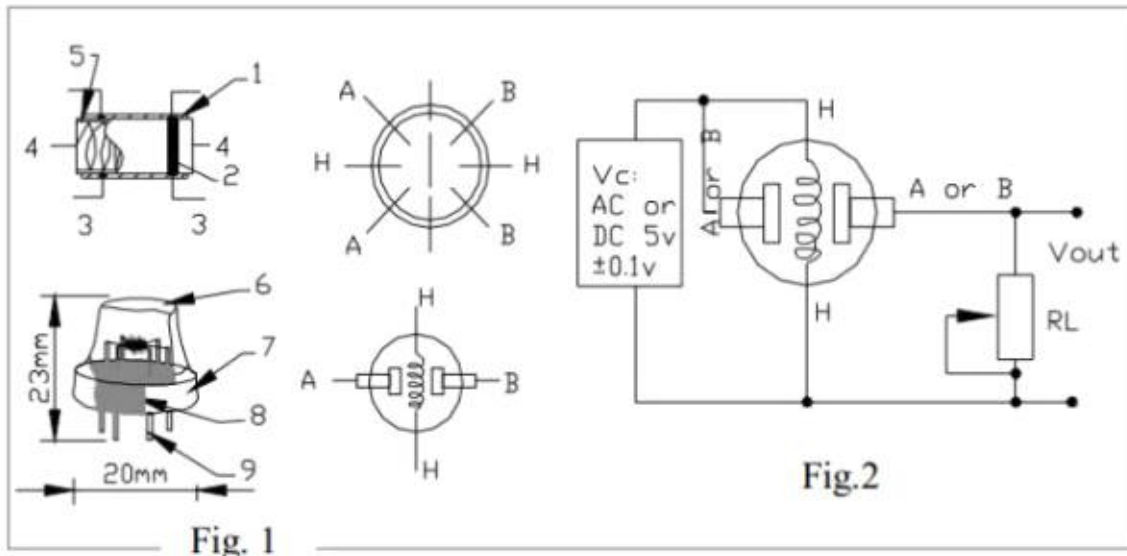 5
1
4
4
2
3
3
A
B
H
H
A
B
6
7
8
9
23mm
20mm
Fig. 1
H
A
B
H
Vc:
AC or
DC 5v
±0.1v
A or B
H
A or B
H
Vout
RL
Fig.2